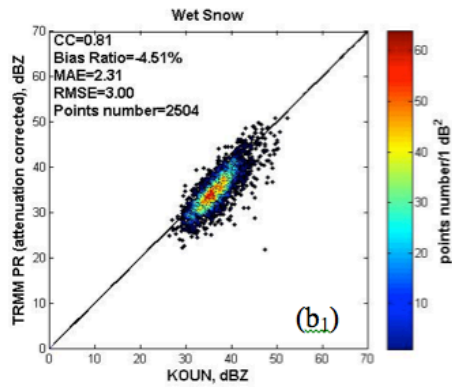 Wet Snow
CC=0.81
Bias Ratio=-4.51%
MAE=2.31
RMSE=3.00
Points number=2504
TRMM PR (attenuation corrected), dBZ
70
60
50
40
30
20
10
0
0 10 20 30 40 50 60 70
KOUN, dBZ
(b₁)
60
50
40
30
20
10
points number/1 dB²